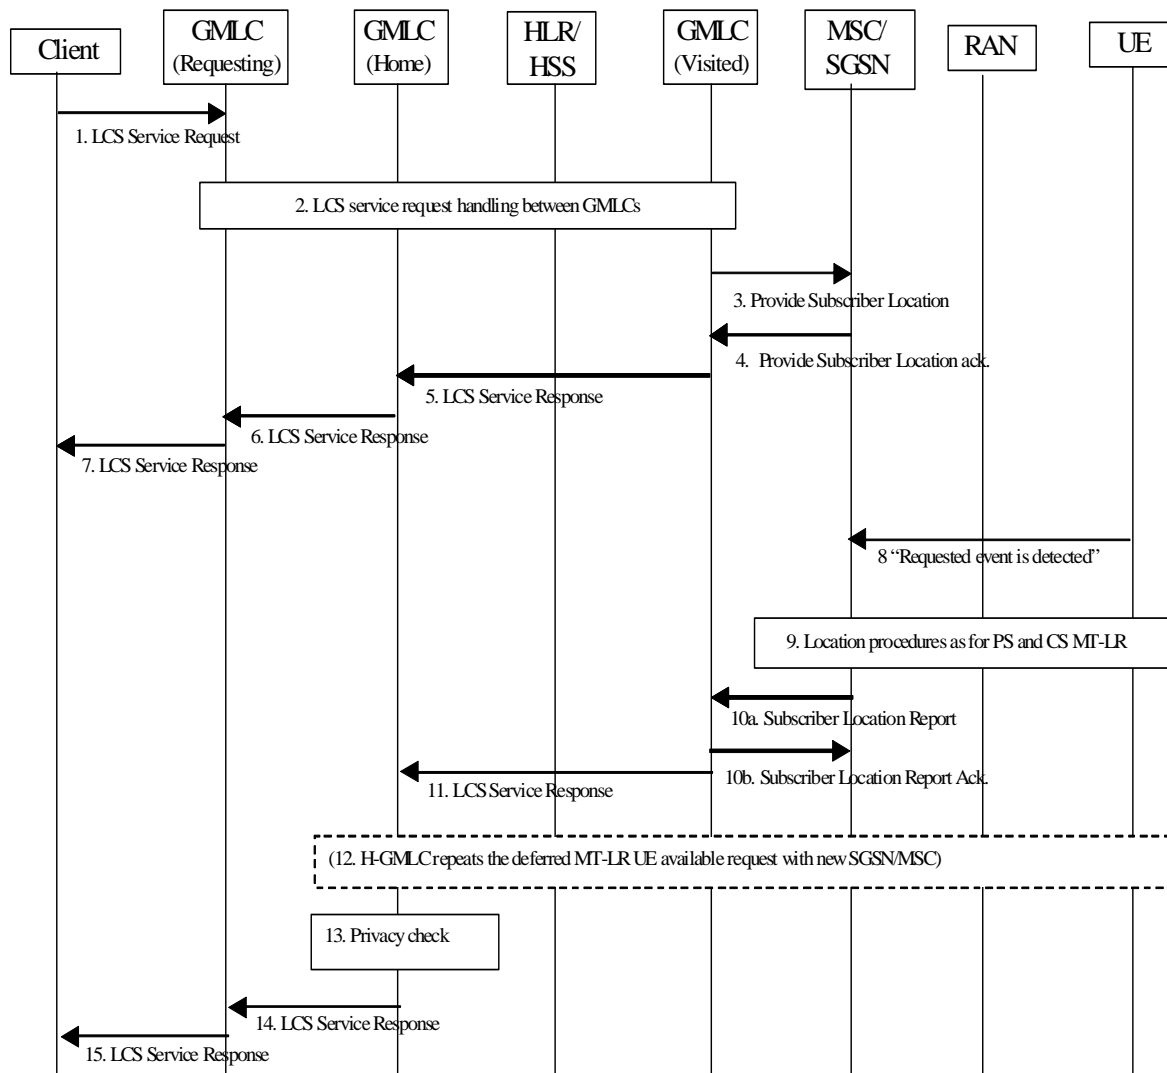 Client
GMLC
(Requesting)
GMLC
(Home)
HLR/
HSS
GMLC
(Visited)
MSC/
SGSN
RAN
UE
1. LCS Service Request
2. LCS service request handling between GMLCs
3. Provide Subscriber Location
4. Provide Subscriber Location ack.
5. LCS Service Response
6. LCS Service Response
7. LCS Service Response
8 “Requested event is detected”
9. Location procedures as for PS and CS MT-LR
10a. Subscriber Location Report
10b. Subscriber Location Report Ack.
11. LCS Service Response
(12. H-GMLC repeats the deferred MT-LR UE available request with new SGSN/MSC)
13. Privacy check
14. LCS Service Response
15. LCS Service Response